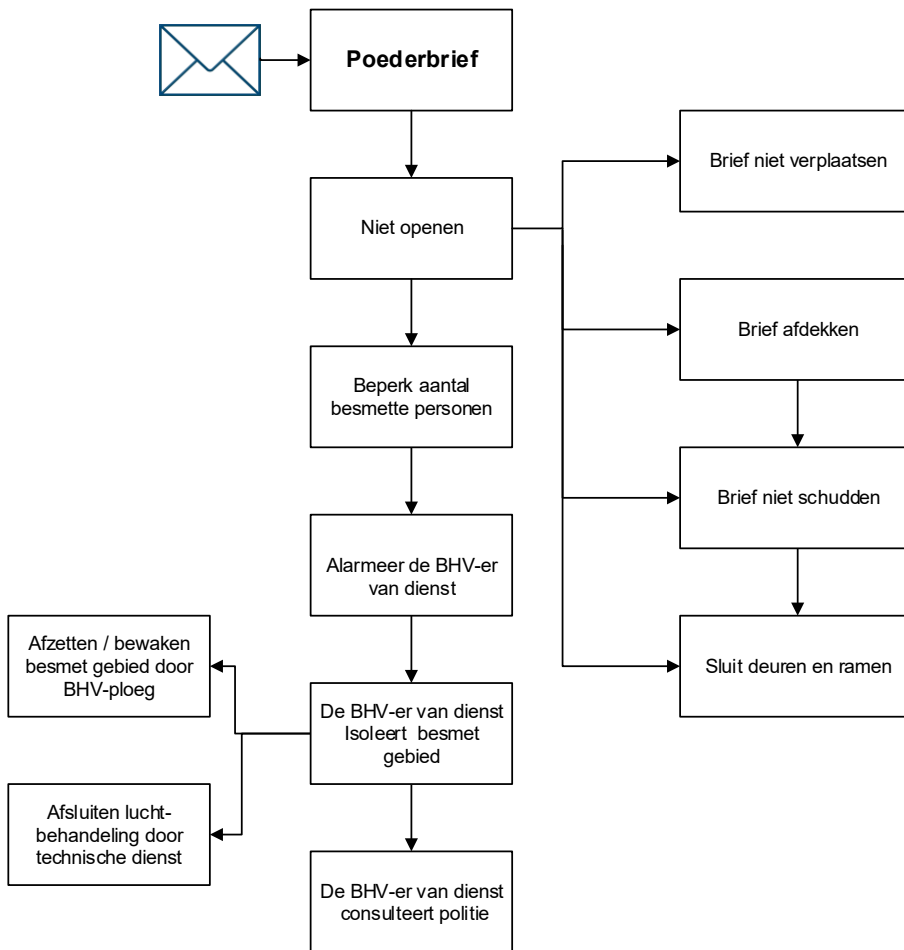 Poederbrief
Niet openen
Brief niet verplaatsen
Brief afdekken
Beperk aantal
besmette personen
Brief niet schudden
Alarmeer de BHV-er
van dienst
Sluit deuren en ramen
Afzetten / bewaken
besmet gebied door
BHV-ploeg
De BHV-er van dienst
Isoleert besmet
gebied
Afsluiten lucht-
behandeling door
technische dienst
De BHV-er van dienst
consulteert politie